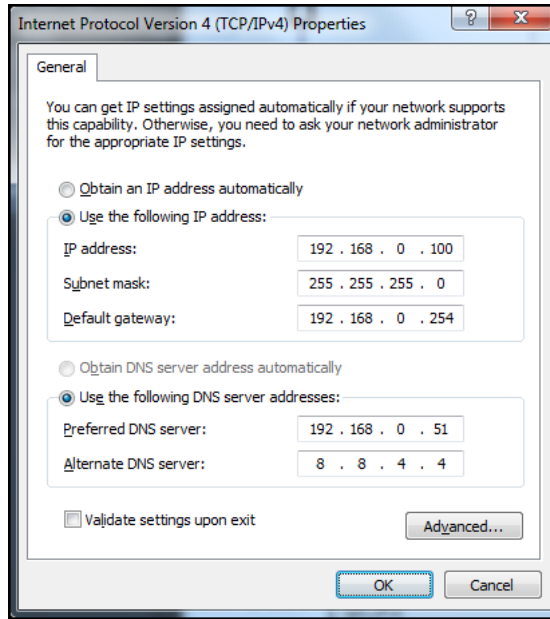 Internet Protocol Version 4 (TCP/IPv4) Properties
General
You can get IP settings assigned automatically if your network supports
this capability. Otherwise, you need to ask your network administrator
for the appropriate IP settings.
Obtain an IP address automatically
Use the following IP address:
IP address: 192 . 168 . 0 . 100
Subnet mask: 255 . 255 . 255 . 0
Default gateway: 192 . 168 . 0 . 254
Obtain DNS server address automatically
Use the following DNS server addresses:
Preferred DNS server: 192 . 168 . 0 . 51
Alternate DNS server: 8 . 8 . 4 . 4
Validate settings upon exit
Advanced...
OK Cancel